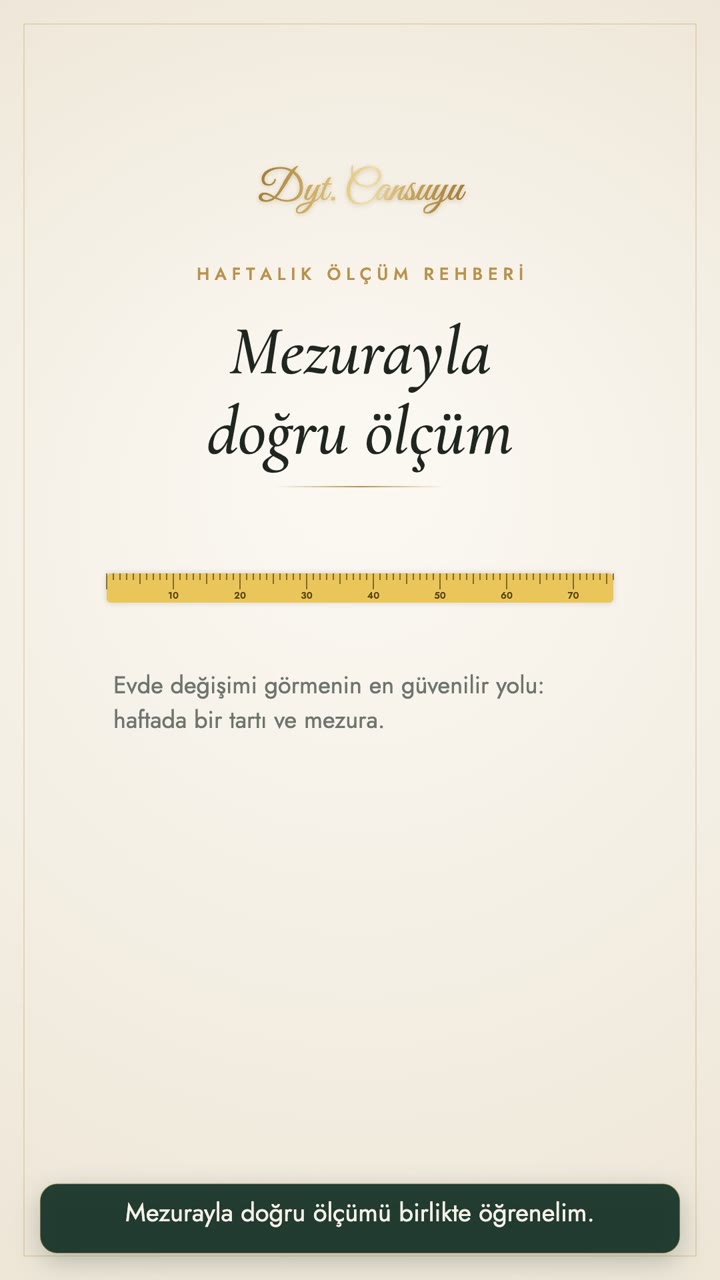 Dyt. Cansuyu
HAFTALIK ÖLÇÜM REHBERİ
Mezurayla
doğru ölçüm
10 20 30 40 50 60 70
Evde değişimi görmenin en güvenilir yolu:
haftada bir tartı ve mezura.
Mezurayla doğru ölçümü birlikte öğrenelim.